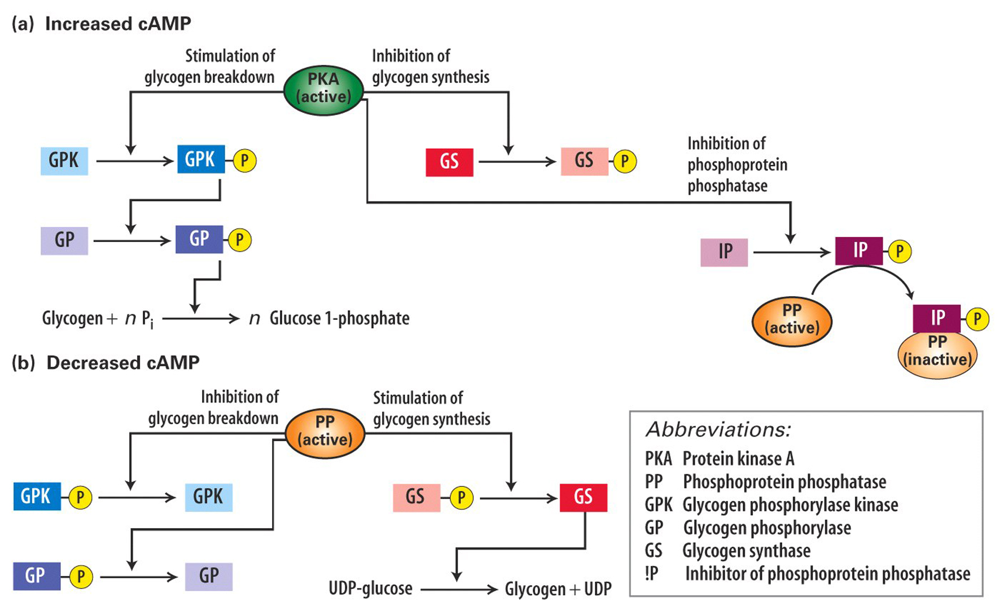 (a) Increased cAMP
Stimulation of
glycogen breakdown
PKA
(active)
Inhibition of
glycogen synthesis
GPK
GPK
P
GS
GS
P
Inhibition of
phosphoprotein
phosphatase
GP
GP
P
IP
IP
P
Glycogen + n Pi
n Glucose 1-phosphate
PP
(active)
IP
P
PP
(inactive)
(b) Decreased cAMP
Inhibition of
glycogen breakdown
PP
(active)
Stimulation of
glycogen synthesis
GPK
P
GPK
GS
P
GS
GP
P
GP
UDP-glucose
Glycogen + UDP
Abbreviations:
PKA Protein kinase A
PP Phosphoprotein phosphatase
GPK Glycogen phosphorylase kinase
GP Glycogen phosphorylase
GS Glycogen synthase
!P Inhibitor of phosphoprotein phosphatase